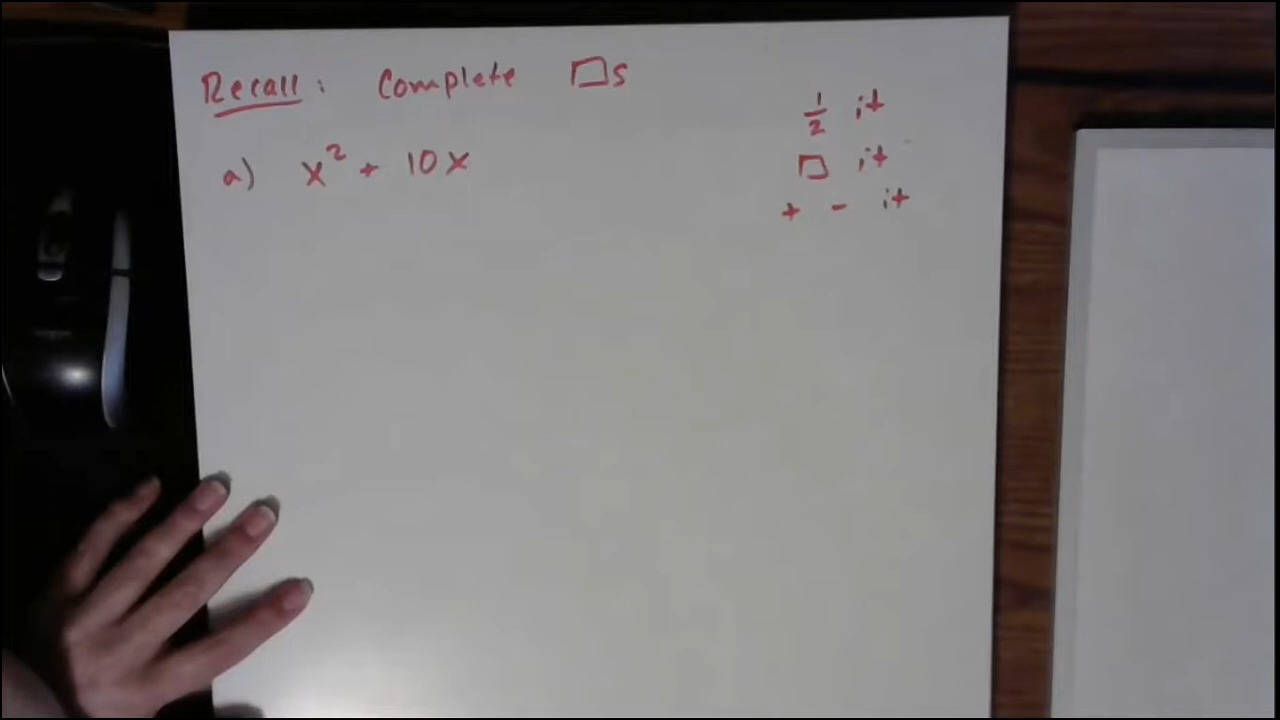 Recall: Complete □s
½ it
a) x² + 10x
□ it
+ - it